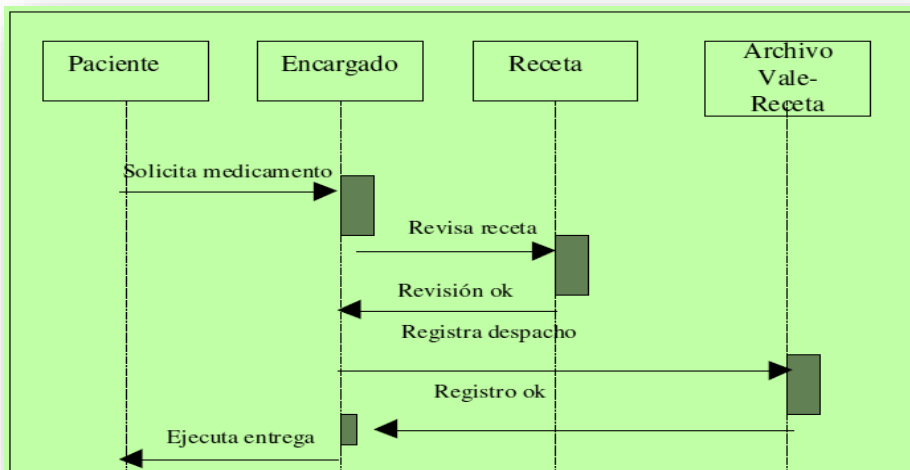 Paciente
Encargado
Receta
Archivo
Vale-
Receta
Solicita medicamento
Revisa receta
Revisión ok
Registra despacho
Registro ok
Ejecuta entrega